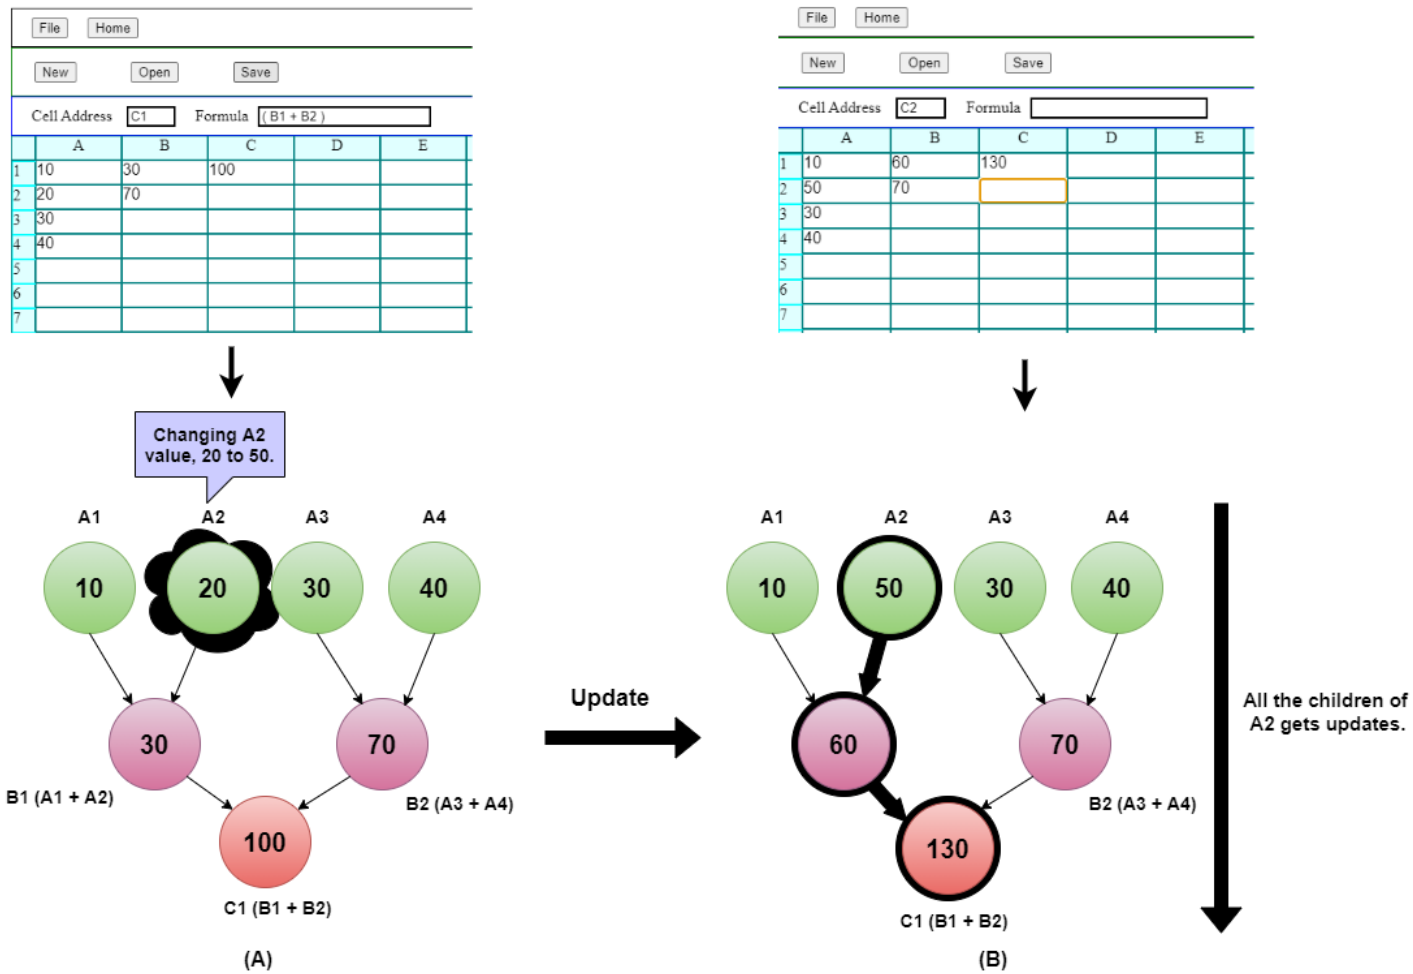 File Home
New Open Save
Cell Address C1 Formula ( B1 + B2 )
A B C D E
1 10 30 100
2 20 70
3 30
4 40
5
6
7
File Home
New Open Save
Cell Address C2 Formula
A B C D E
1 10 60 130
2 50 70
3 30
4 40
5
6
7
Changing A2
value, 20 to 50.
A1 A2 A3 A4
10 20 30 40
30 70
B1 (A1 + A2) B2 (A3 + A4)
100
C1 (B1 + B2)
(A)
Update
A1 A2 A3 A4
10 50 30 40
60 70
B2 (A3 + A4)
130
C1 (B1 + B2)
(B)
All the children of
A2 gets updates.